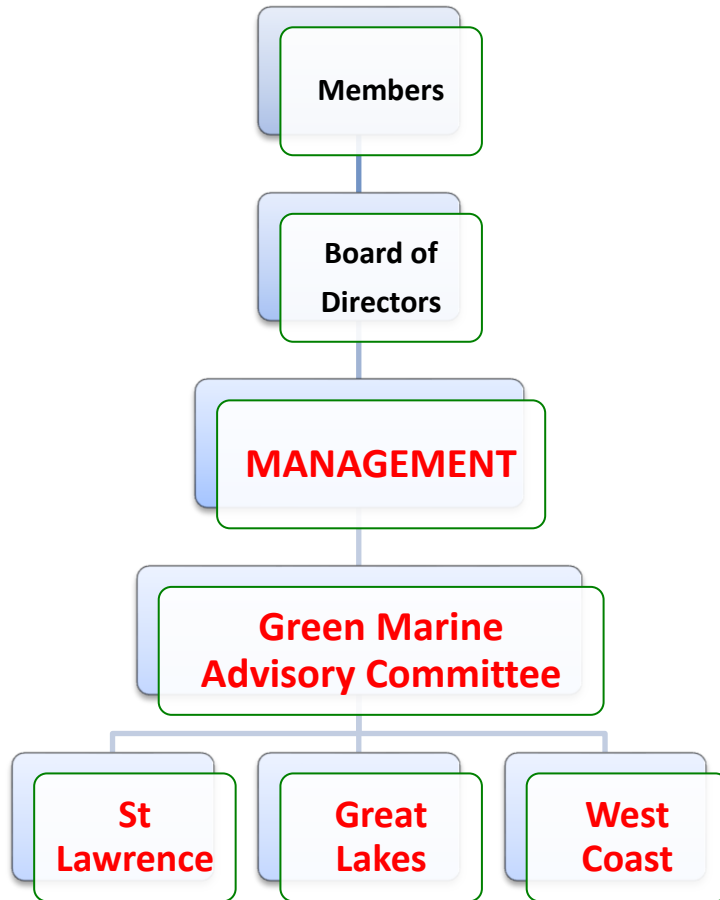 Members
Board of
Directors
MANAGEMENT
Green Marine
Advisory Committee
St
Lawrence
Great
Lakes
West
Coast